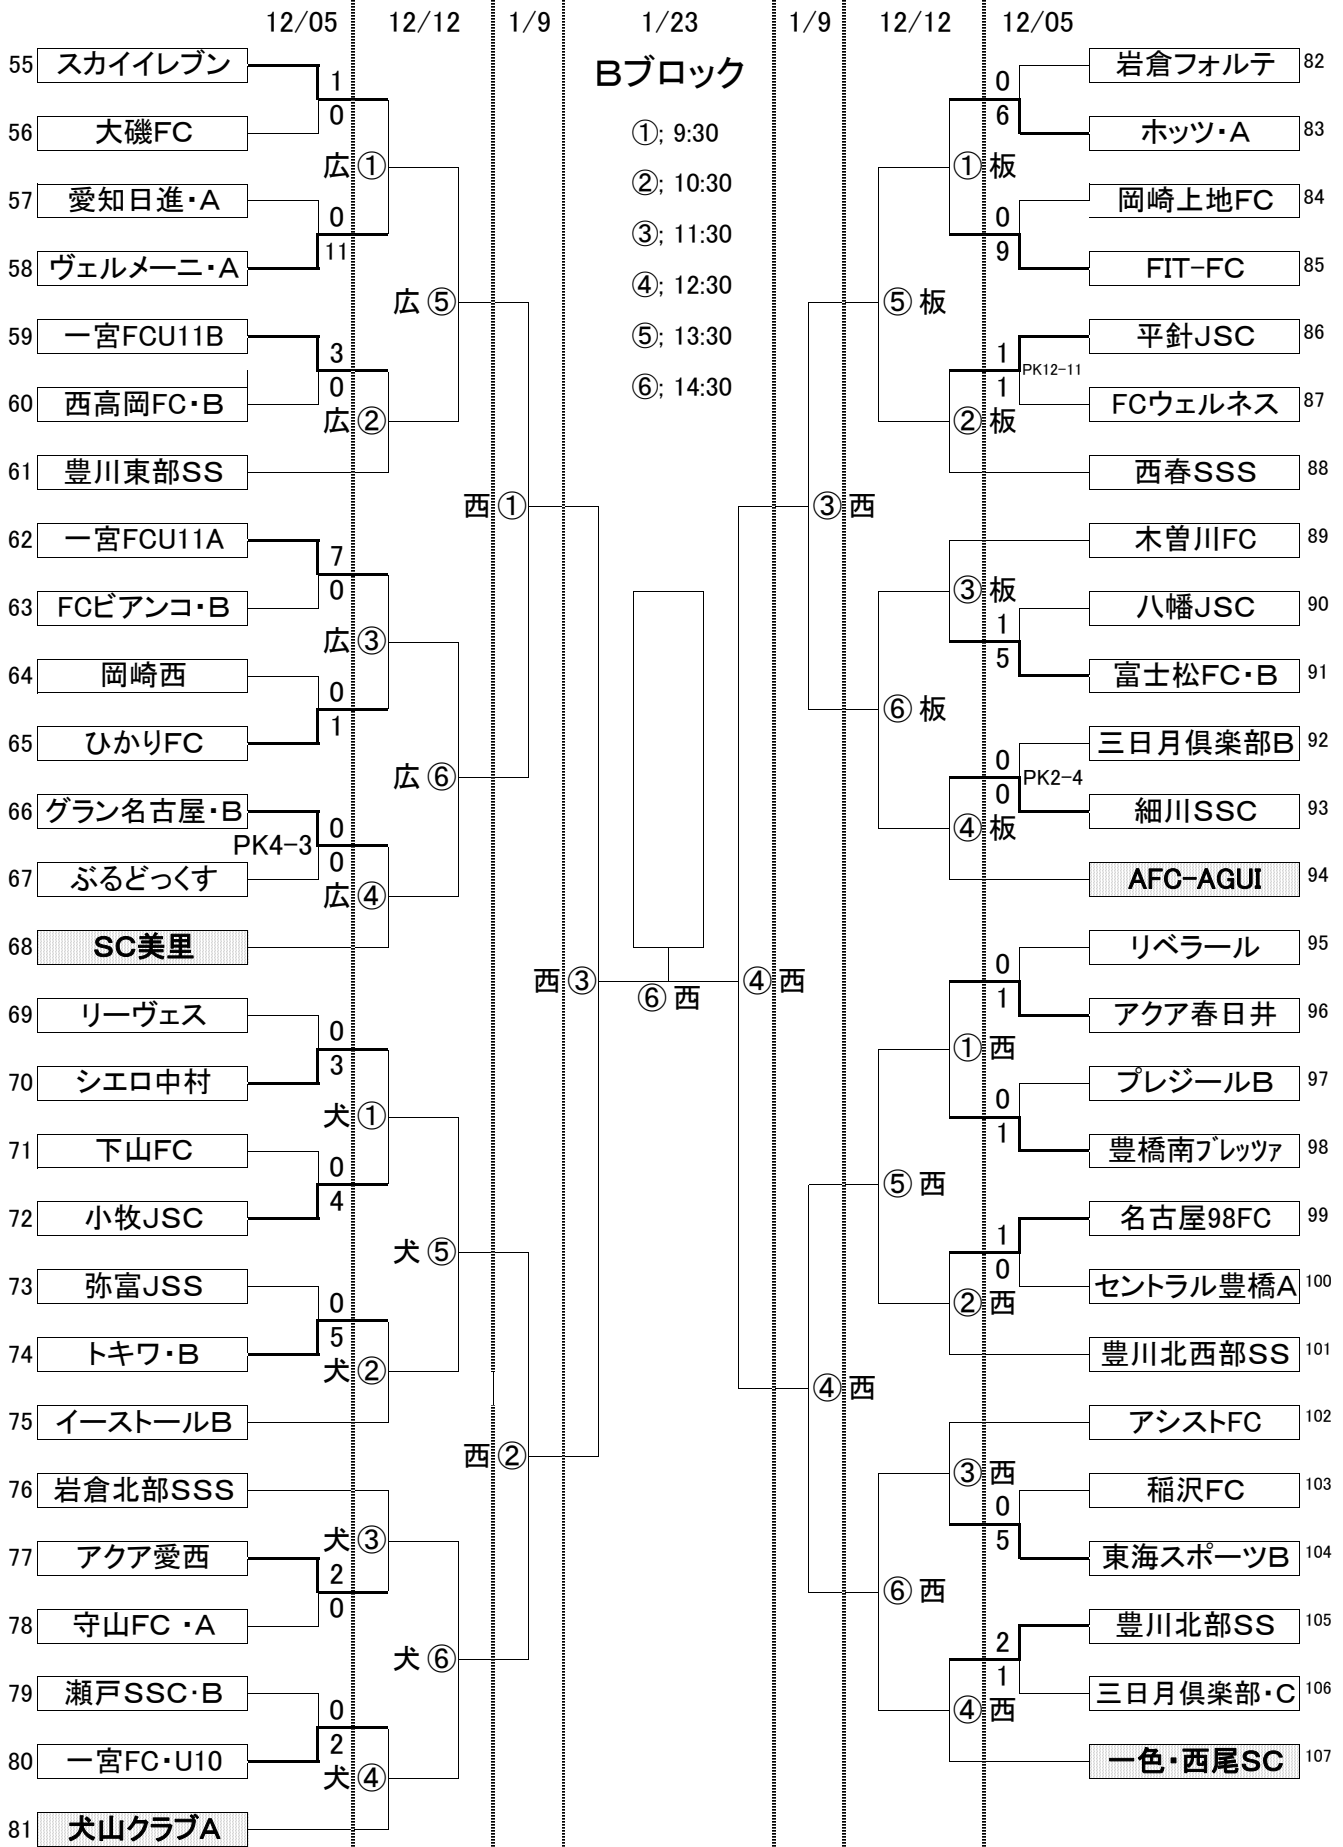 12/05 12/12 1/9 1/23 1/9 12/12 12/05
Bブロック
①; 9:30
②; 10:30
③; 11:30
④; 12:30
⑤; 13:30
⑥; 14:30
55 スカイイレブン
1
0
56 大磯FC
広①
57 愛知日進・A
0
11
58 ヴェルメーニ・A
広⑤
59 一宮FCU11B
3
0
60 西高岡FC・B
広②
61 豊川東部SS
西①
62 一宮FCU11A
7
0
63 FCビアンコ・B
広③
64 岡崎西
0
1
65 ひかりFC
広⑥
66 グラン名古屋・B
0
PK4-3
0
67 ぶるどっくす
広④
68 SC美里
西③
69 リーヴェス
0
3
70 シエロ中村
犬①
71 下山FC
0
4
72 小牧JSC
犬⑤
73 弥富JSS
0
5
74 トキワ・B
犬②
75 イーストールB
西②
76 岩倉北部SSS
犬③
77 アクア愛西
2
0
78 守山FC ・A
犬⑥
79 瀬戸SSC・B
0
2
80 一宮FC・U10
犬④
81 犬山クラブA
⑥西
岩倉フォルテ 82
0
6
ホッツ・A 83
①板
岡崎上地FC 84
0
9
FIT-FC 85
⑤板
平針JSC 86
1
PK12-11
1
FCウェルネス 87
②板
西春SSS 88
③西
木曽川FC 89
③板
八幡JSC 90
1
5
富士松FC・B 91
⑥板
三日月倶楽部B 92
0
PK2-4
0
細川SSC 93
④板
AFC-AGUI 94
④西
リベラール 95
0
1
アクア春日井 96
①西
プレジールB 97
0
1
豊橋南ブレッツァ 98
⑤西
名古屋98FC 99
1
0
セントラル豊橋A 100
②西
豊川北西部SS 101
④西
アシストFC 102
③西
稲沢FC 103
0
5
東海スポーツB 104
⑥西
豊川北部SS 105
2
1
三日月倶楽部・C 106
④西
一色・西尾SC 107